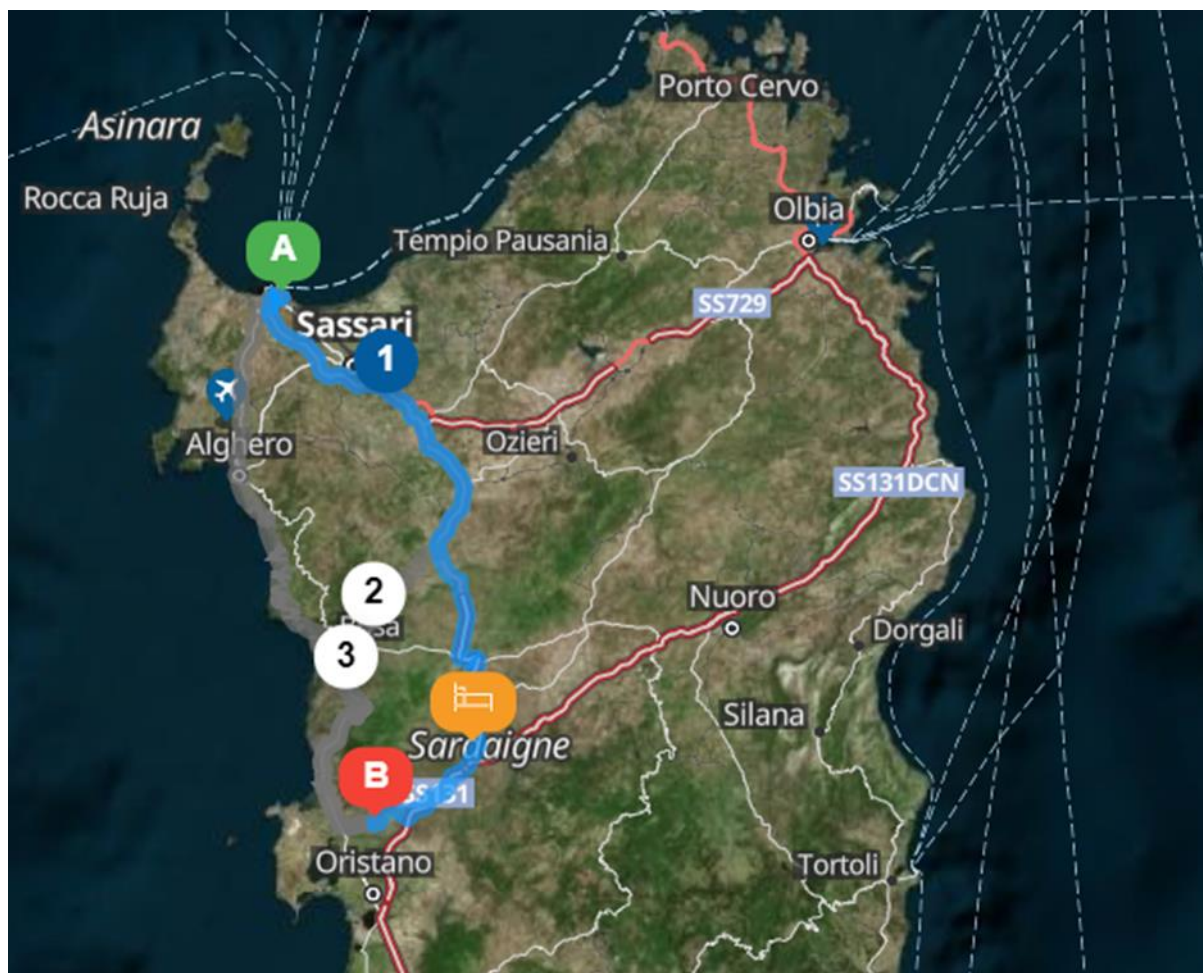 Porto Cervo
Asinara
Rocca Ruja
Olbia
A
Tempio Pausania
SS729
Sassari
1
Alghero
Ozieri
SS131DCN
2
Nuoro
3
Dorgali
Silana
Sardaigne
B
Oristano
Tortoli